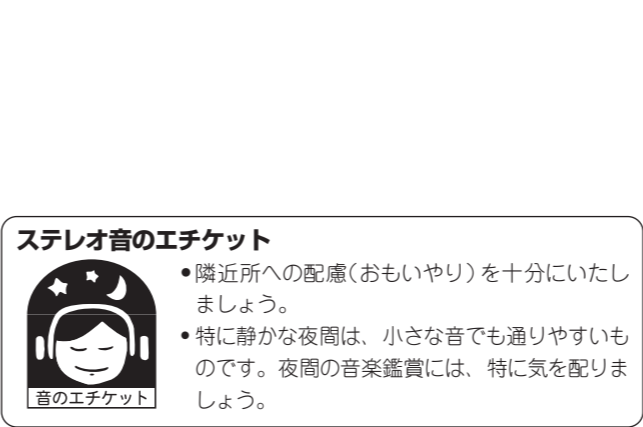 ステレオ音のエチケット
•隣近所への配慮(おもいやり)を十分にいたし
ましょう。
•特に静かな夜間は、小さな音でも通りやすいも
のです。夜間の音楽鑑賞には、特に気を配りま
しょう。
音のエチケット